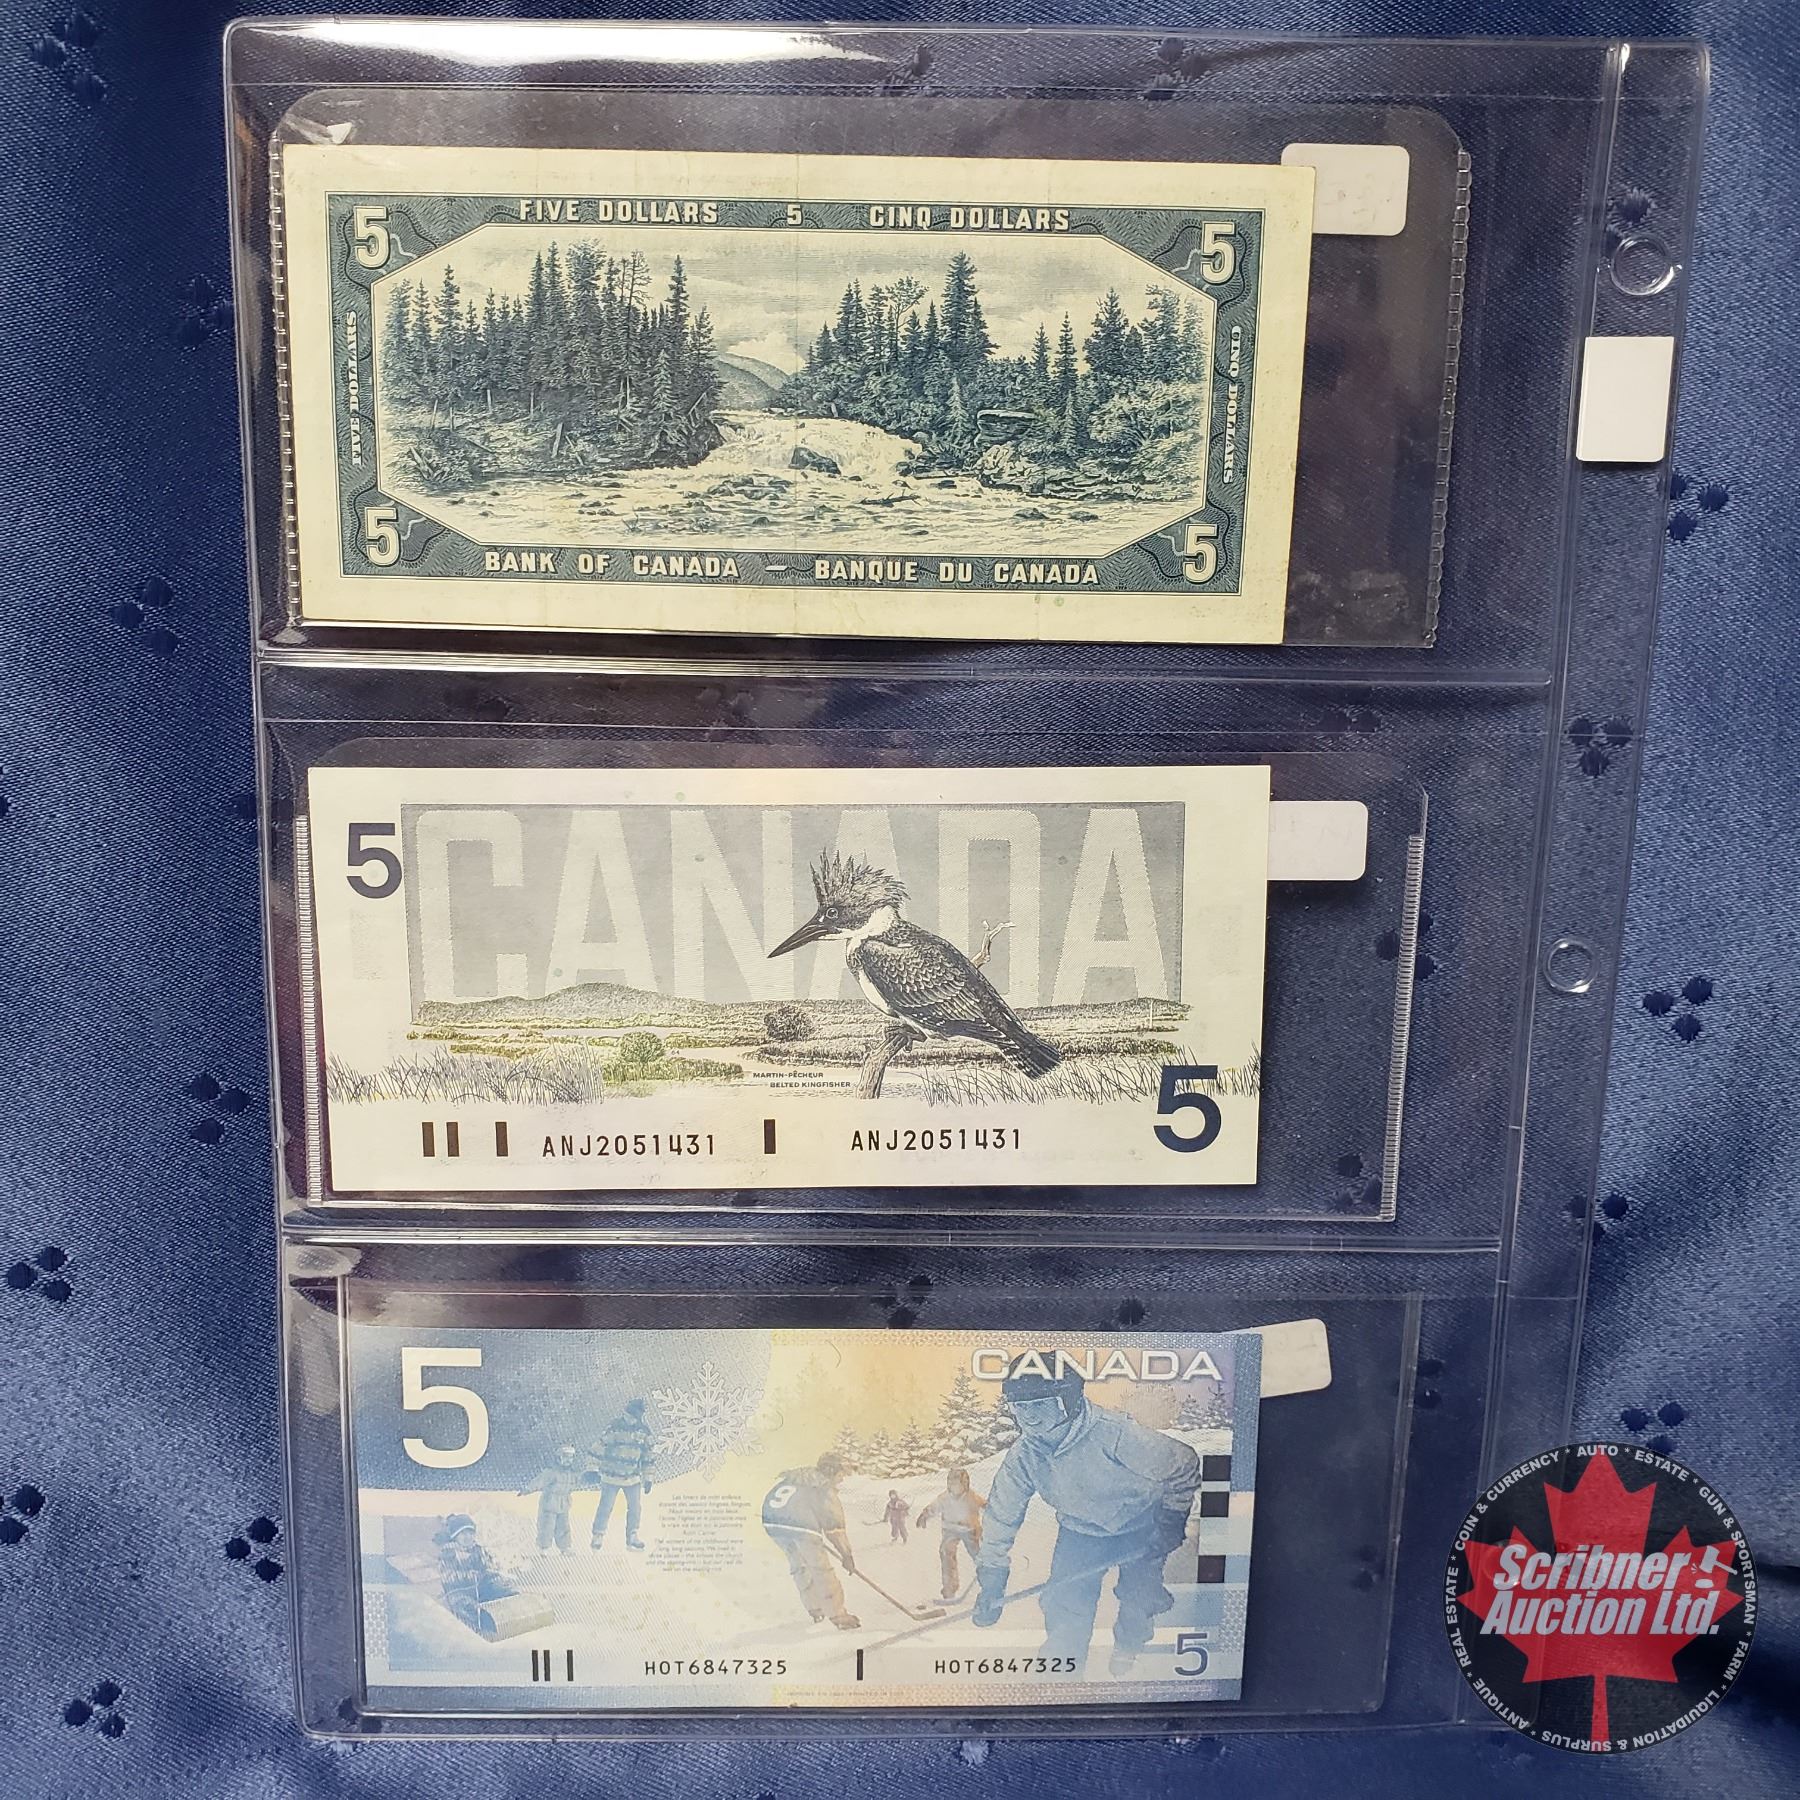 5 FIVE DOLLARS 5 CINQ DOLLARS 5
FIVE DOLLARS
CINQ DOLLARS
5 BANK OF CANADA – BANQUE DU CANADA 5
5
CANADA
MARTIN-PÊCHEUR
BELTED KINGFISHER
5
ANJ2051431 ANJ2051431
5
CANADA
9
HOT6847325 HOT6847325 5
COIN & CURRENCY * AUTO * ESTATE * GUN & SPORTSMAN * FARM * LIQUIDATION & SURPLUS * ANTIQUE * REAL ESTATE *
Scribner
Auction Ltd.